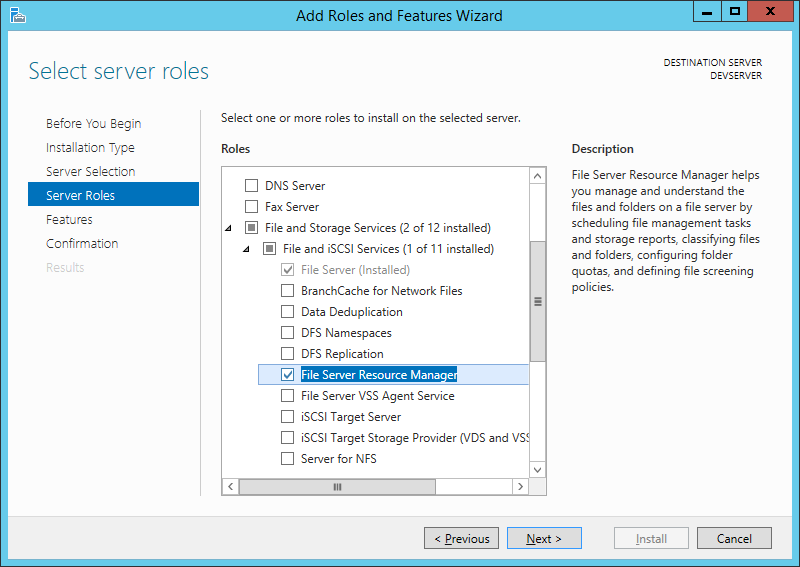 Add Roles and Features Wizard
Select server roles
DESTINATION SERVER
DEVSERVER
Before You Begin
Installation Type
Server Selection
Server Roles
Features
Confirmation
Results
Select one or more roles to install on the selected server.
Roles
DNS Server
Fax Server
File and Storage Services (2 of 12 installed)
File and iSCSI Services (1 of 11 installed)
File Server (Installed)
BranchCache for Network Files
Data Deduplication
DFS Namespaces
DFS Replication
File Server Resource Manager
File Server VSS Agent Service
iSCSI Target Server
iSCSI Target Storage Provider (VDS and VSS
Server for NFS
Description
File Server Resource Manager helps
you manage and understand the
files and folders on a file server by
scheduling file management tasks
and storage reports, classifying files
and folders, configuring folder
quotas, and defining file screening
policies.
< Previous
Next >
Install
Cancel